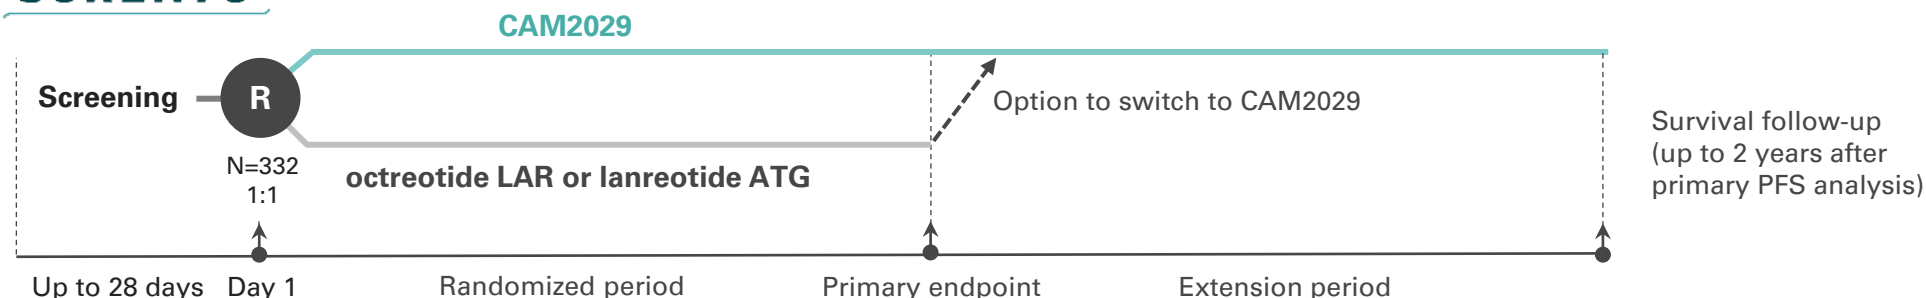 CAM2029
Screening
R
Option to switch to CAM2029
N=332
1:1
octreotide LAR or lanreotide ATG
Survival follow-up
(up to 2 years after
primary PFS analysis)
Up to 28 days
Day 1
Randomized period
Primary endpoint
Extension period